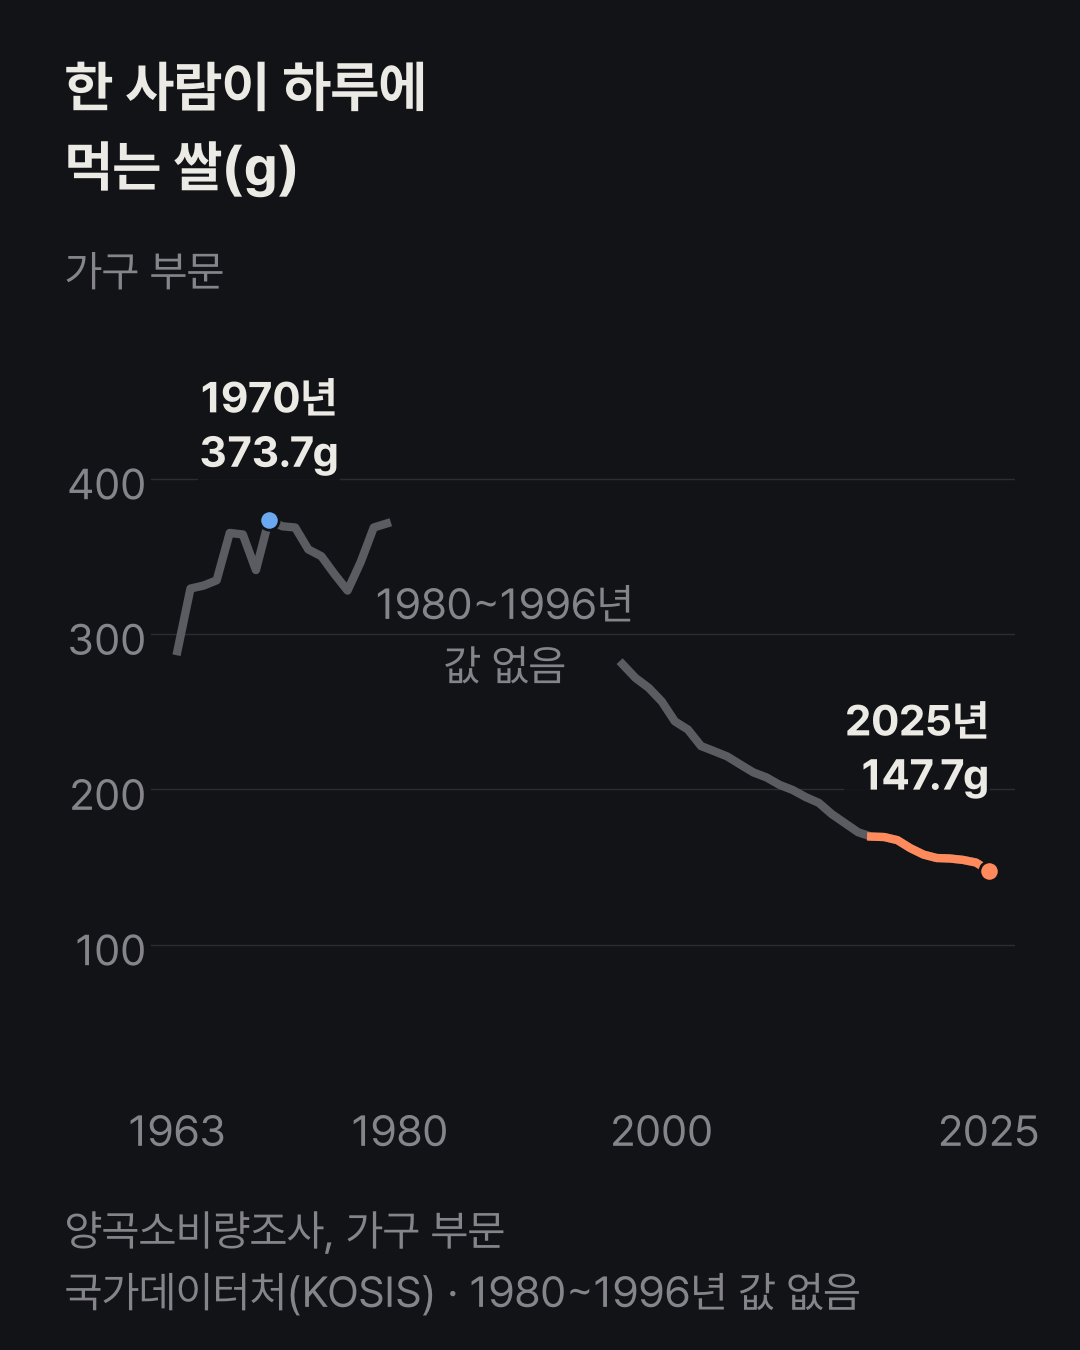 한 사람이 하루에
먹는 쌀(g)
가구 부문
1970년
373.7g
400
1980~1996년
300
값 없음
2025년
147.7g
200
100
1963 1980 2000 2025
양곡소비량조사, 가구 부문
국가데이터처(KOSIS) · 1980~1996년 값 없음